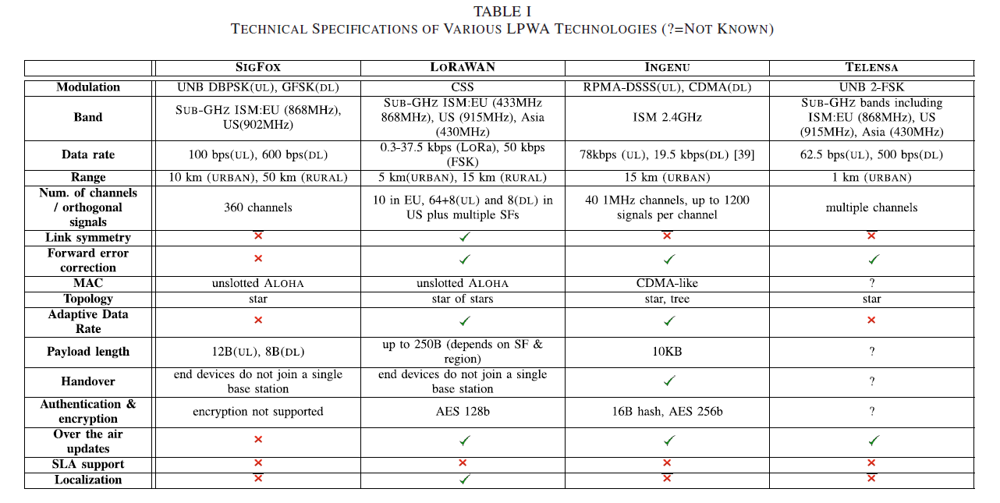 TABLE I
TECHNICAL SPECIFICATIONS OF VARIOUS LPWA TECHNOLOGIES (?=NOT KNOWN)
SIGFOX LORAWAN INGENU TELENSA
Modulation UNB DBPSK(UL), GFSK(DL) CSS RPMA-DSSS(UL), CDMA(DL) UNB 2-FSK
Band SUB-GHZ ISM:EU (868MHZ), US(902MHZ) SUB-GHZ ISM:EU (433MHZ 868MHZ), US (915MHZ), Asia (430MHZ) ISM 2.4GHZ SUB-GHZ bands including ISM:EU (868MHZ), US (915MHZ), Asia (430MHZ)
Data rate 100 bps(UL), 600 bps(DL) 0.3-37.5 kbps (LORA), 50 kbps (FSK) 78kbps (UL), 19.5 kbps(DL) [39] 62.5 bps(UL), 500 bps(DL)
Range 10 km (URBAN), 50 km (RURAL) 5 km(URBAN), 15 km (RURAL) 15 km (URBAN) 1 km (URBAN)
Num. of channels / orthogonal signals 360 channels 10 in EU, 64+8(UL) and 8(DL) in US plus multiple SFs 40 1MHz channels, up to 1200 signals per channel multiple channels
Link symmetry ✗ ✓ ✗ ✗
Forward error correction ✗ ✓ ✓ ✓
MAC unslotted ALOHA unslotted ALOHA CDMA-like ?
Topology star star of stars star, tree star
Adaptive Data Rate ✗ ✓ ✓ ✗
Payload length 12B(UL), 8B(DL) up to 250B (depends on SF & region) 10KB ?
Handover end devices do not join a single base station end devices do not join a single base station ✓ ?
Authentication & encryption encryption not supported AES 128b 16B hash, AES 256b ?
Over the air updates ✗ ✓ ✓ ✓
SLA support ✗ ✗ ✗ ✗
Localization ✗ ✓ ✗ ✗